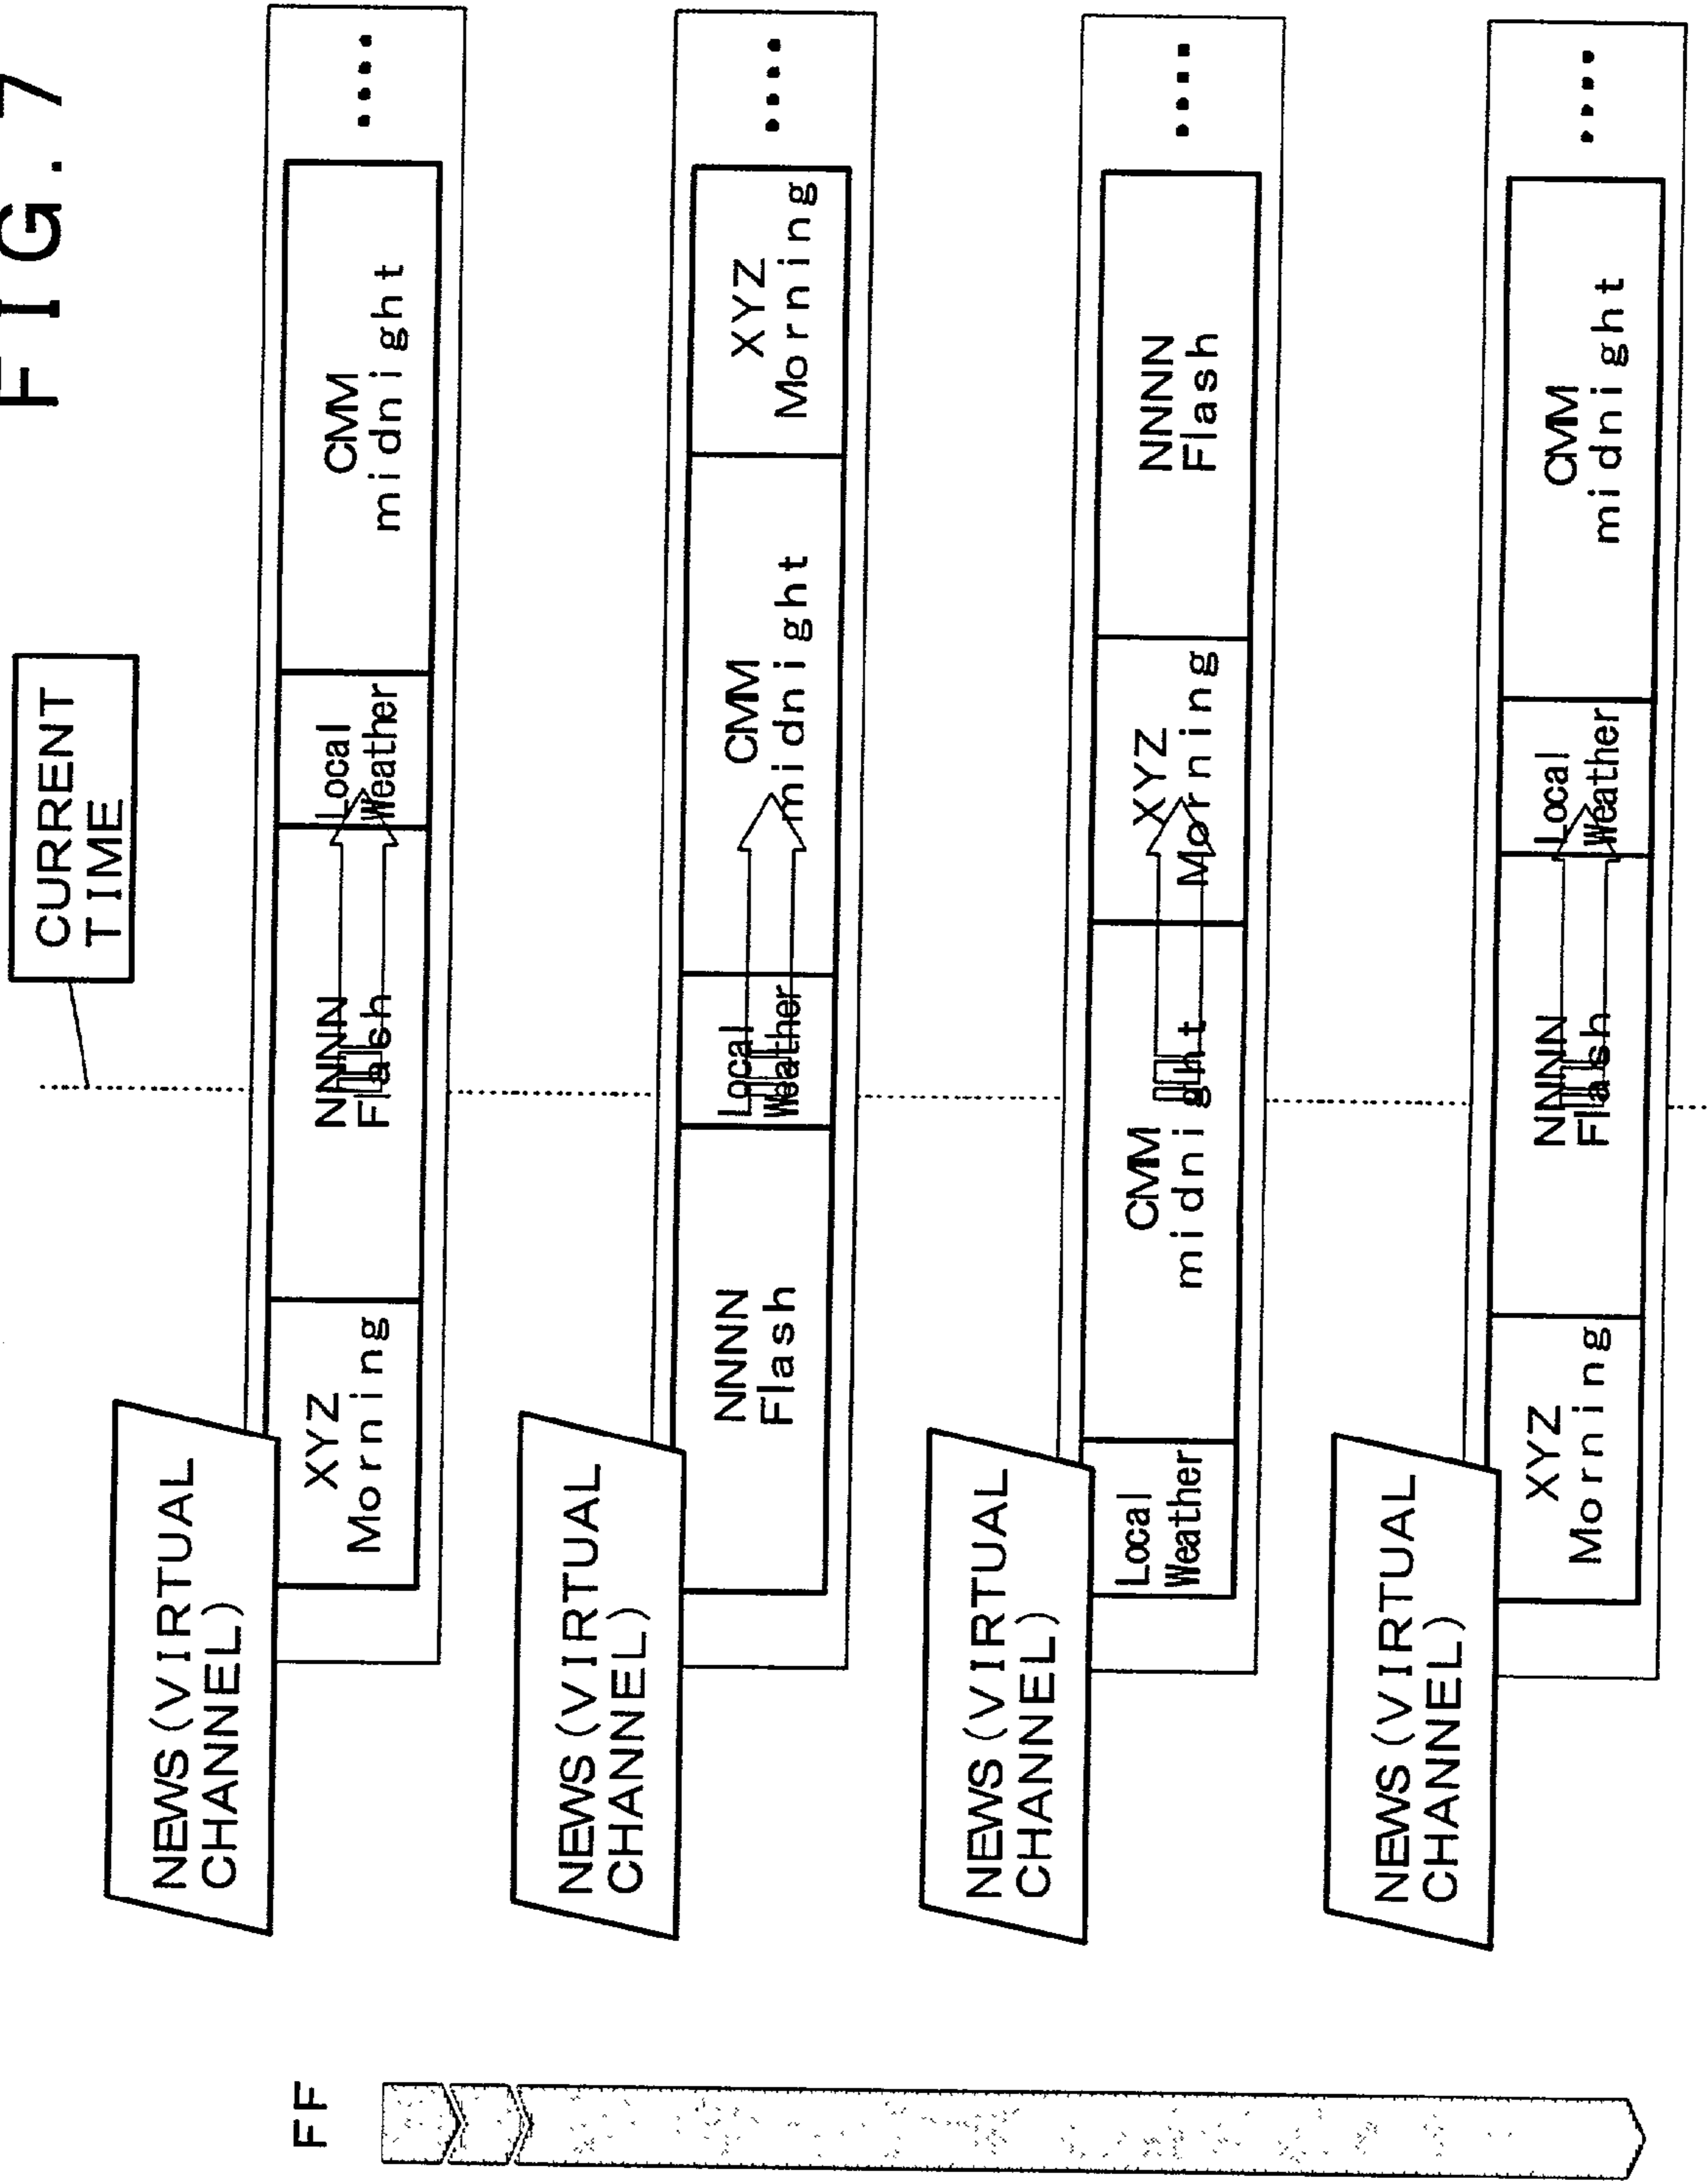 FIG. 7
CURRENT
TIME
NEWS(VIRTUAL
CHANNEL)
XYZ
Morning
NNNN
Flash
Local
Weather
CMM
midnight
....
NEWS(VIRTUAL
CHANNEL)
NNNN
Flash
Local
Weather
CMM
midnight
XYZ
Morning
....
NEWS(VIRTUAL
CHANNEL)
Local
Weather
CMM
midnight
XYZ
Morning
NNNN
Flash
....
NEWS(VIRTUAL
CHANNEL)
XYZ
Morning
NNNN
Flash
Local
Weather
CMM
midnight
....
FF